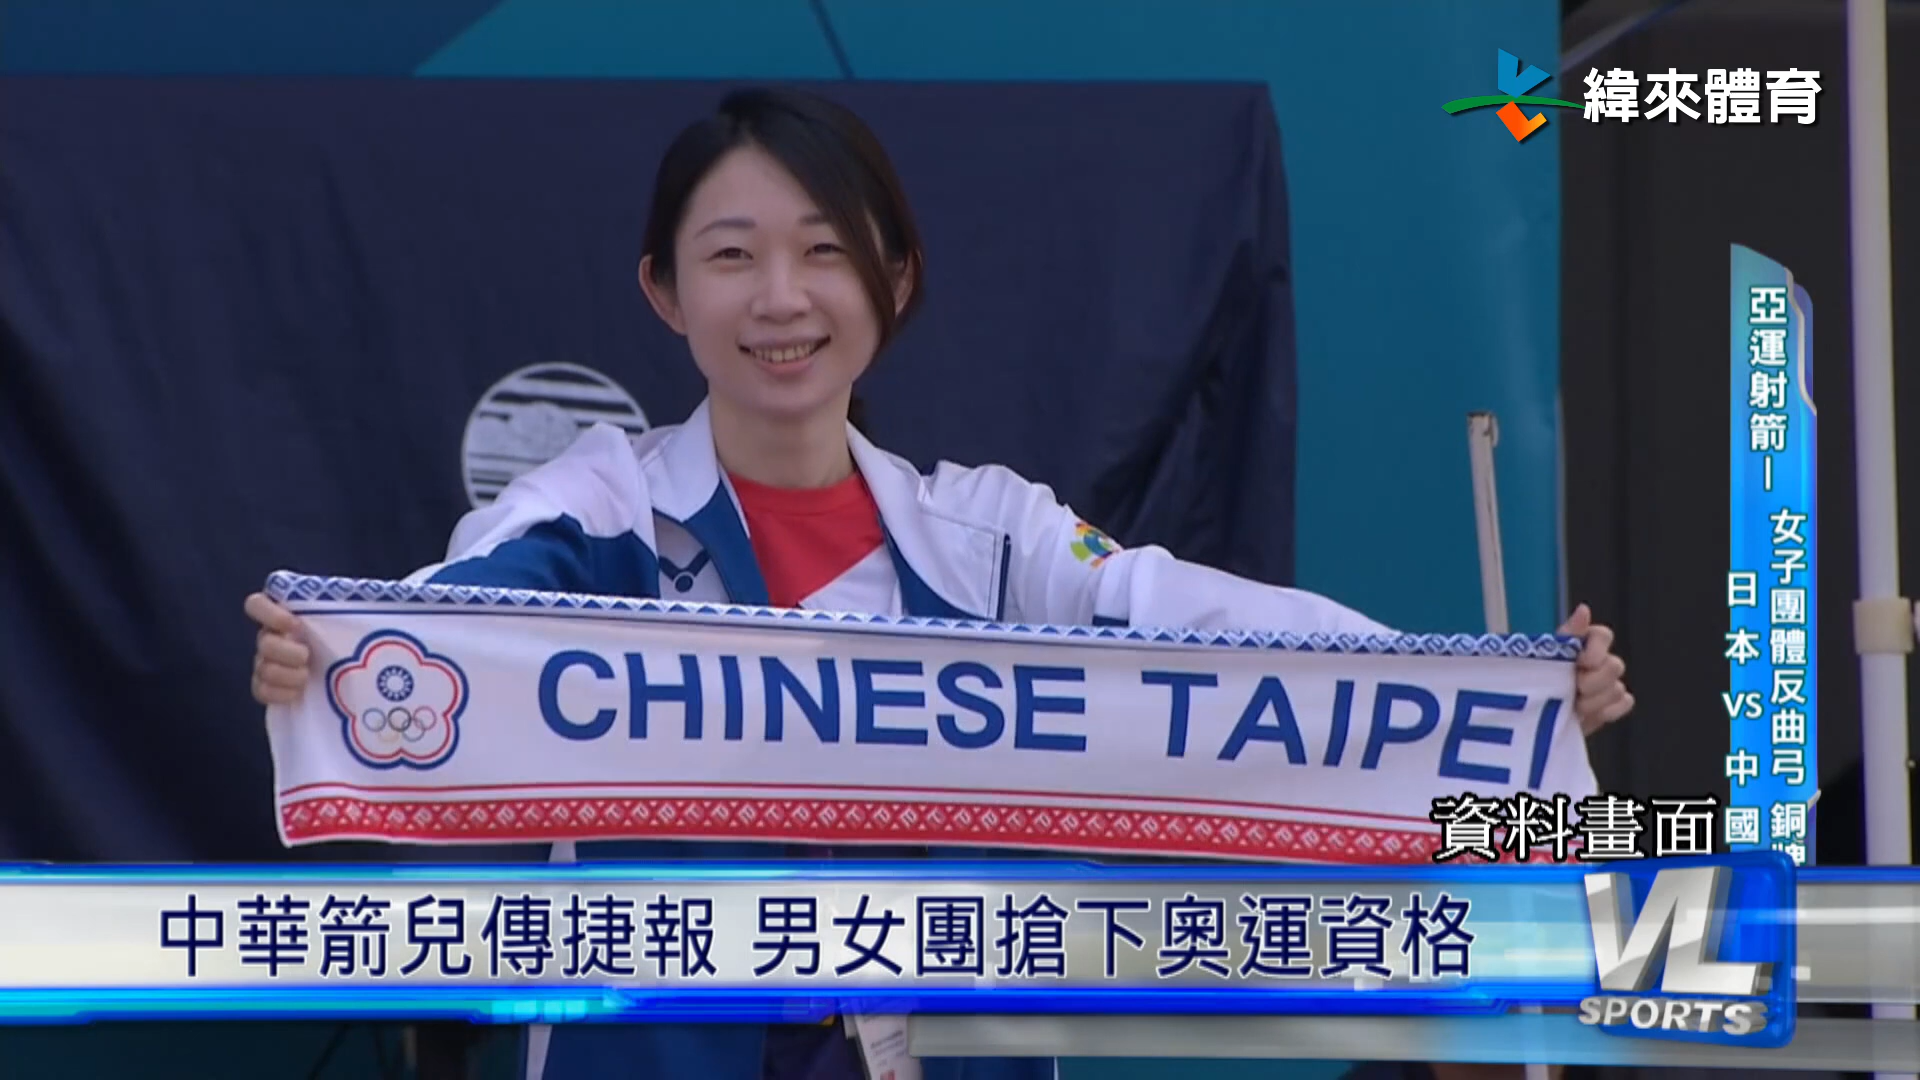 緯來體育
亞運射箭－
女子團體反曲弓 銅牌
日本 vs 中國
CHINESE TAIPEI
資料畫面
中華箭兒傳捷報 男女團搶下奧運資格
VL
SPORTS